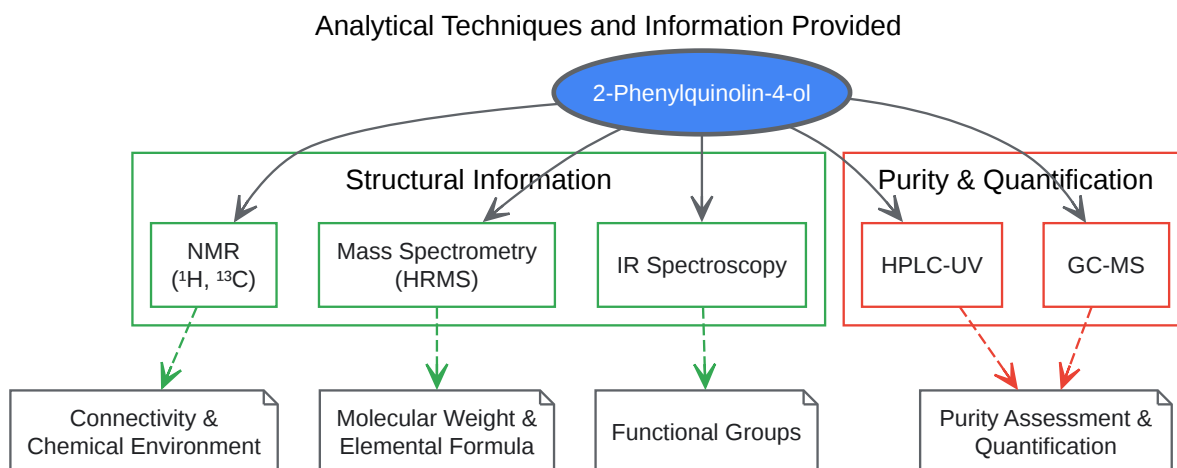 Analytical Techniques and Information Provided
2-Phenylquinolin-4-ol
Structural Information
Purity & Quantification
NMR
(¹H, ¹³C)
Mass Spectrometry
(HRMS)
IR Spectroscopy
HPLC-UV
GC-MS
Connectivity &
Chemical Environment
Molecular Weight &
Elemental Formula
Functional Groups
Purity Assessment &
Quantification